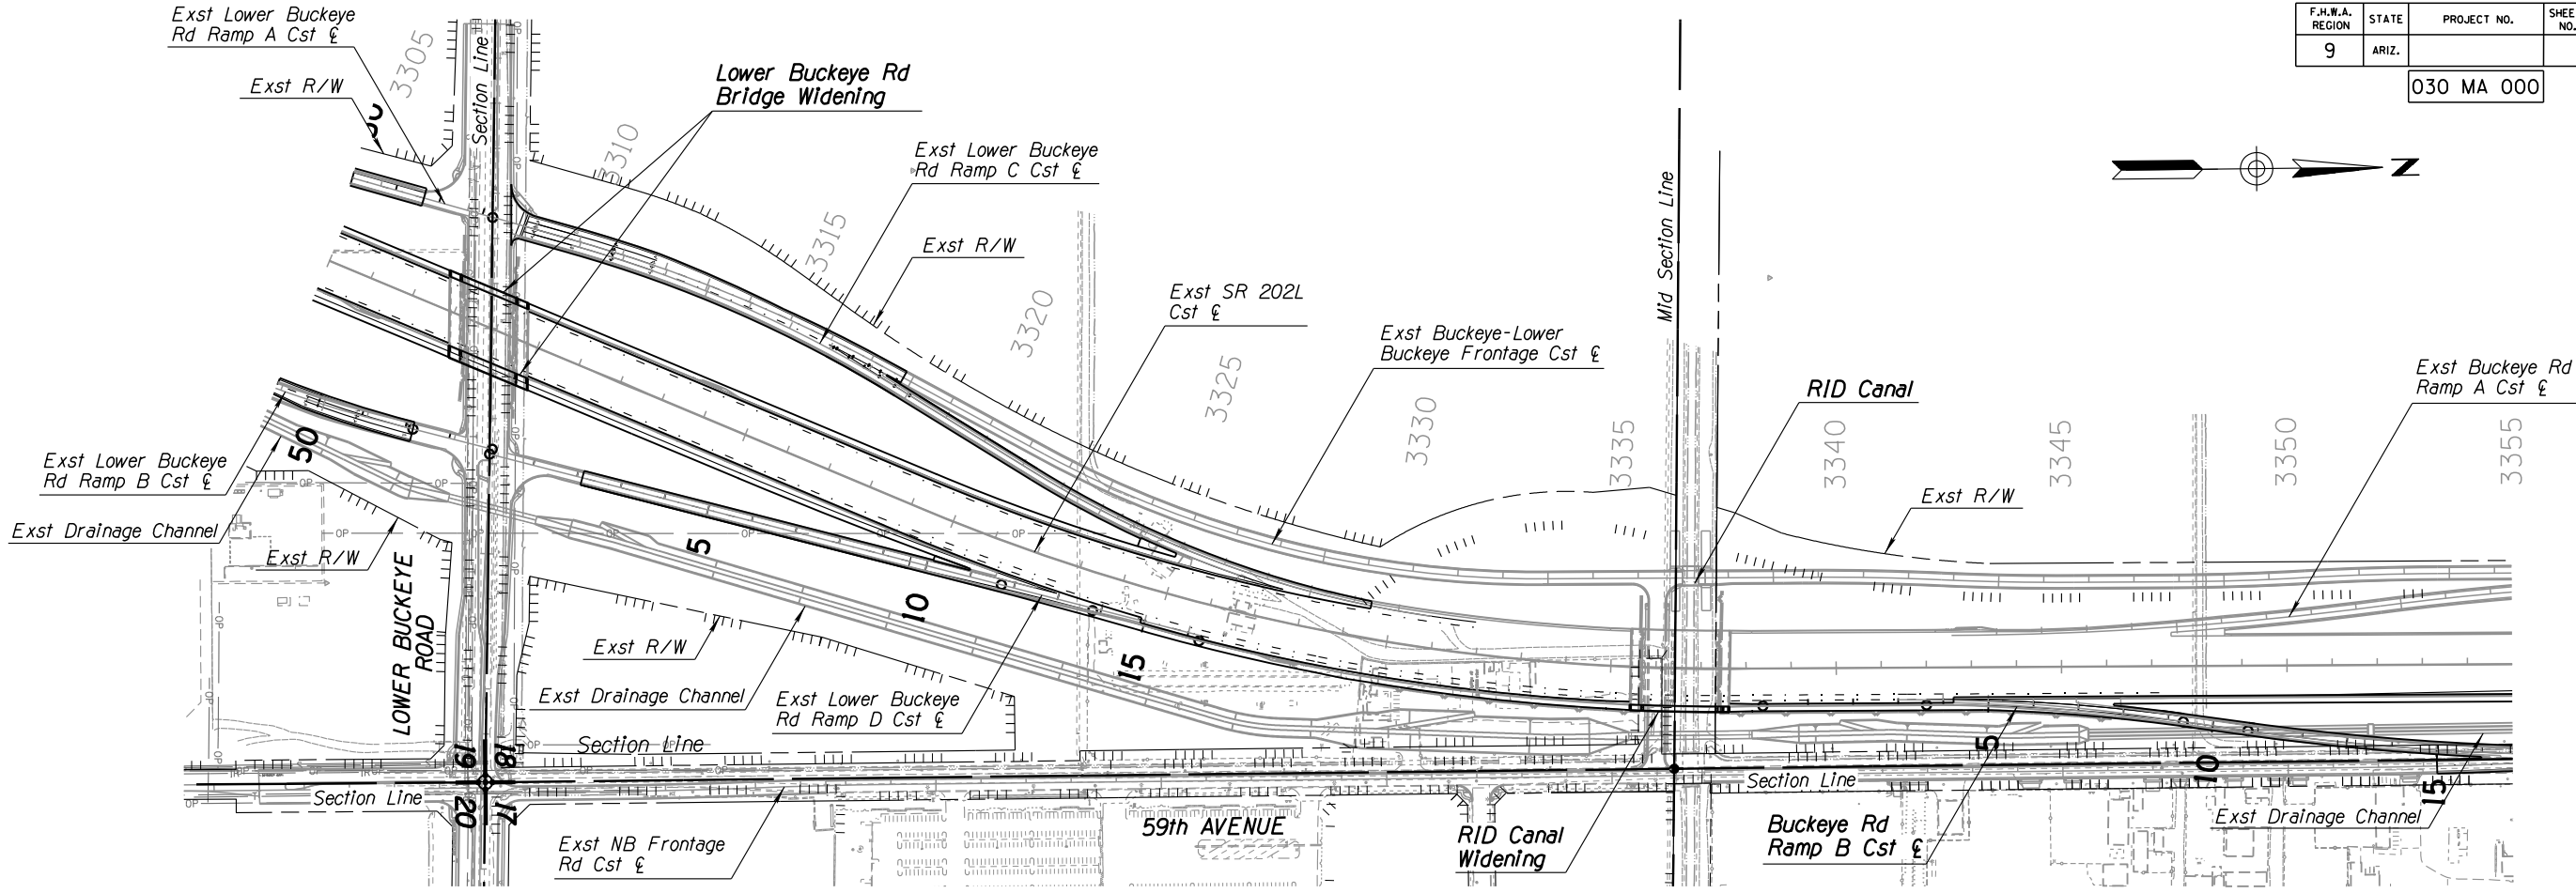 F.H.W.A. REGION
STATE
PROJECT NO.
9
ARIZ.
030 MA 000
Exst Lower Buckeye
Rd Ramp A Cst ℄
Exst R/W
3305
Section Line
Lower Buckeye Rd
Bridge Widening
3310
Exst Lower Buckeye
Rd Ramp C Cst ℄
3315
Exst R/W
3320
Exst SR 202L
Cst ℄
3325
Exst Buckeye-Lower
Buckeye Frontage Cst ℄
3330
3335
Mid Section Line
N
RID Canal
3340
3345
3350
3355
Exst R/W
Exst Buckeye Rd
Ramp A Cst ℄
Exst Lower Buckeye
Rd Ramp B Cst ℄
50
Exst Drainage Channel
Exst R/W
OP
LOWER BUCKEYE
ROAD
5
10
15
Exst R/W
Exst Drainage Channel
Exst Lower Buckeye
Rd Ramp D Cst ℄
Section Line
19
18
20
17
Section Line
Exst NB Frontage
Rd Cst ℄
59th AVENUE
RID Canal
Widening
Section Line
Buckeye Rd
Ramp B Cst ℄
5
10
15
Exst Drainage Channel